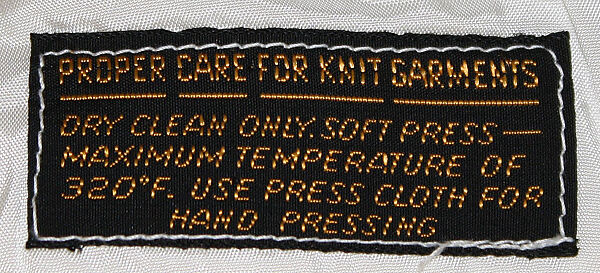 PROPER CARE FOR KNIT GARMENTS
DRY CLEAN ONLY. SOFT PRESS—
MAXIMUM TEMPERATURE OF
320°F. USE PRESS CLOTH FOR
HAND PRESSING